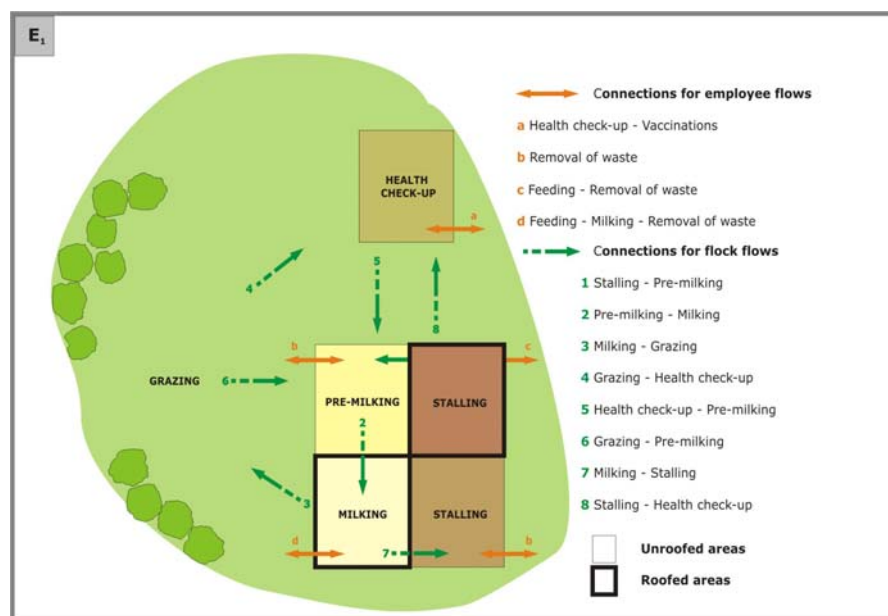 E1
HEALTH
CHECK-UP
a
5
4
8
b
c
GRAZING
6
PRE-MILKING
STALLING
2
3
MILKING
STALLING
d
7
b
Connections for employee flows
a Health check-up - Vaccinations
b Removal of waste
c Feeding - Removal of waste
d Feeding - Milking - Removal of waste
Connections for flock flows
1 Stalling - Pre-milking
2 Pre-milking - Milking
3 Milking - Grazing
4 Grazing - Health check-up
5 Health check-up - Pre-milking
6 Grazing - Pre-milking
7 Milking - Stalling
8 Stalling - Health check-up
Unroofed areas
Roofed areas